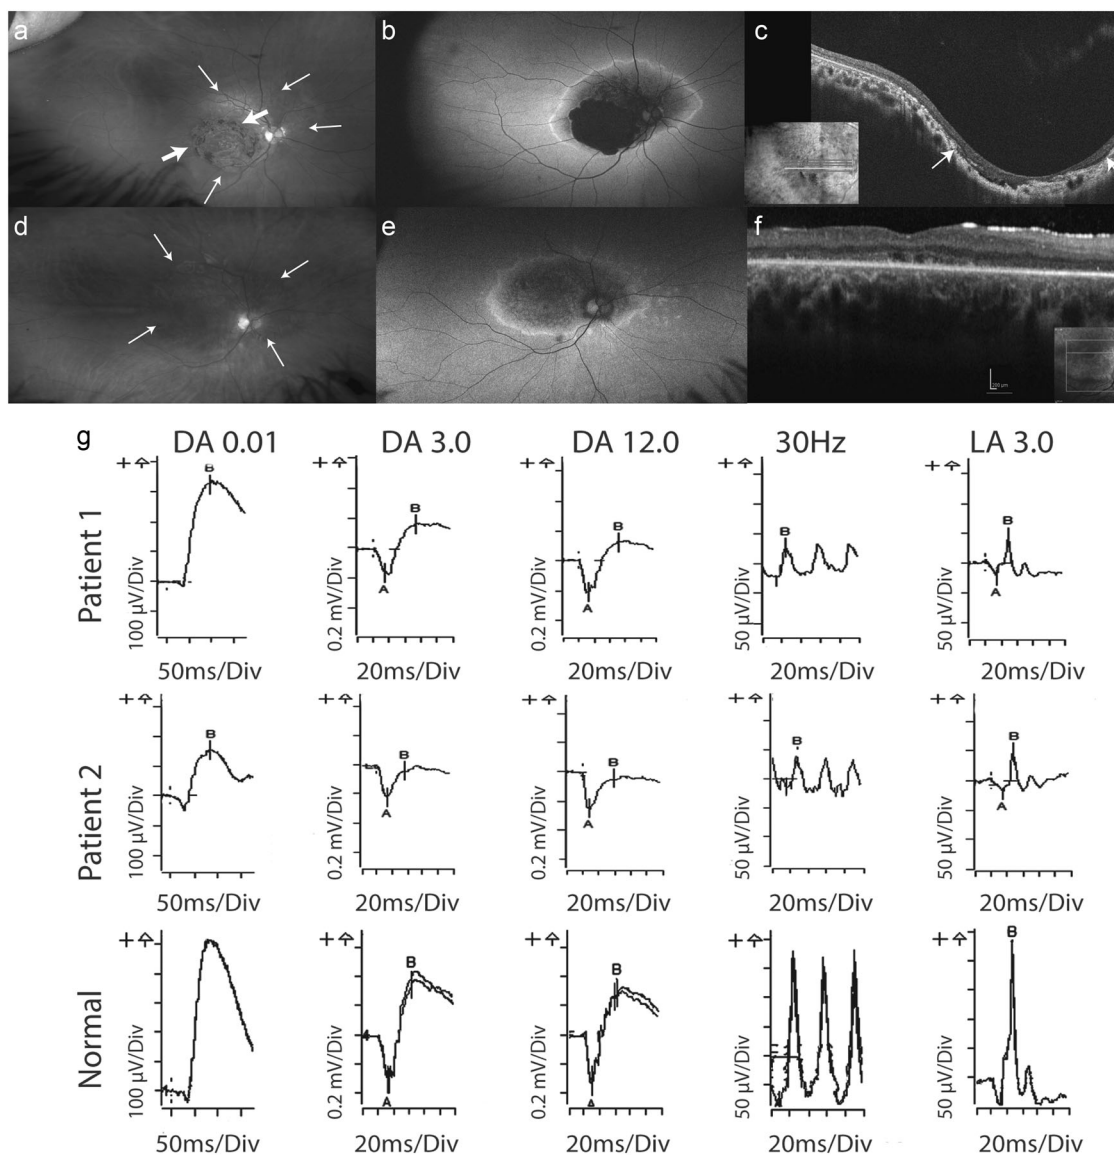 a b c
d e f
200 µm
g DA 0.01 DA 3.0 DA 12.0 30Hz LA 3.0
Patient 1
+ + + + +
B B B B B
A A A
100 µV/Div 0.2 mV/Div 0.2 mV/Div 50 µV/Div 50 µV/Div
50ms/Div 20ms/Div 20ms/Div 20ms/Div 20ms/Div
Patient 2
+ + + + +
B B B B B
A A A
100 µV/Div 0.2 mV/Div 0.2 mV/Div 50 µV/Div 50 µV/Div
50ms/Div 20ms/Div 20ms/Div 20ms/Div 20ms/Div
Normal
+ + + + +
B B B
A A
100 µV/Div 0.2 mV/Div 0.2 mV/Div 50 µV/Div 50 µV/Div
50ms/Div 20ms/Div 20ms/Div 20ms/Div 20ms/Div